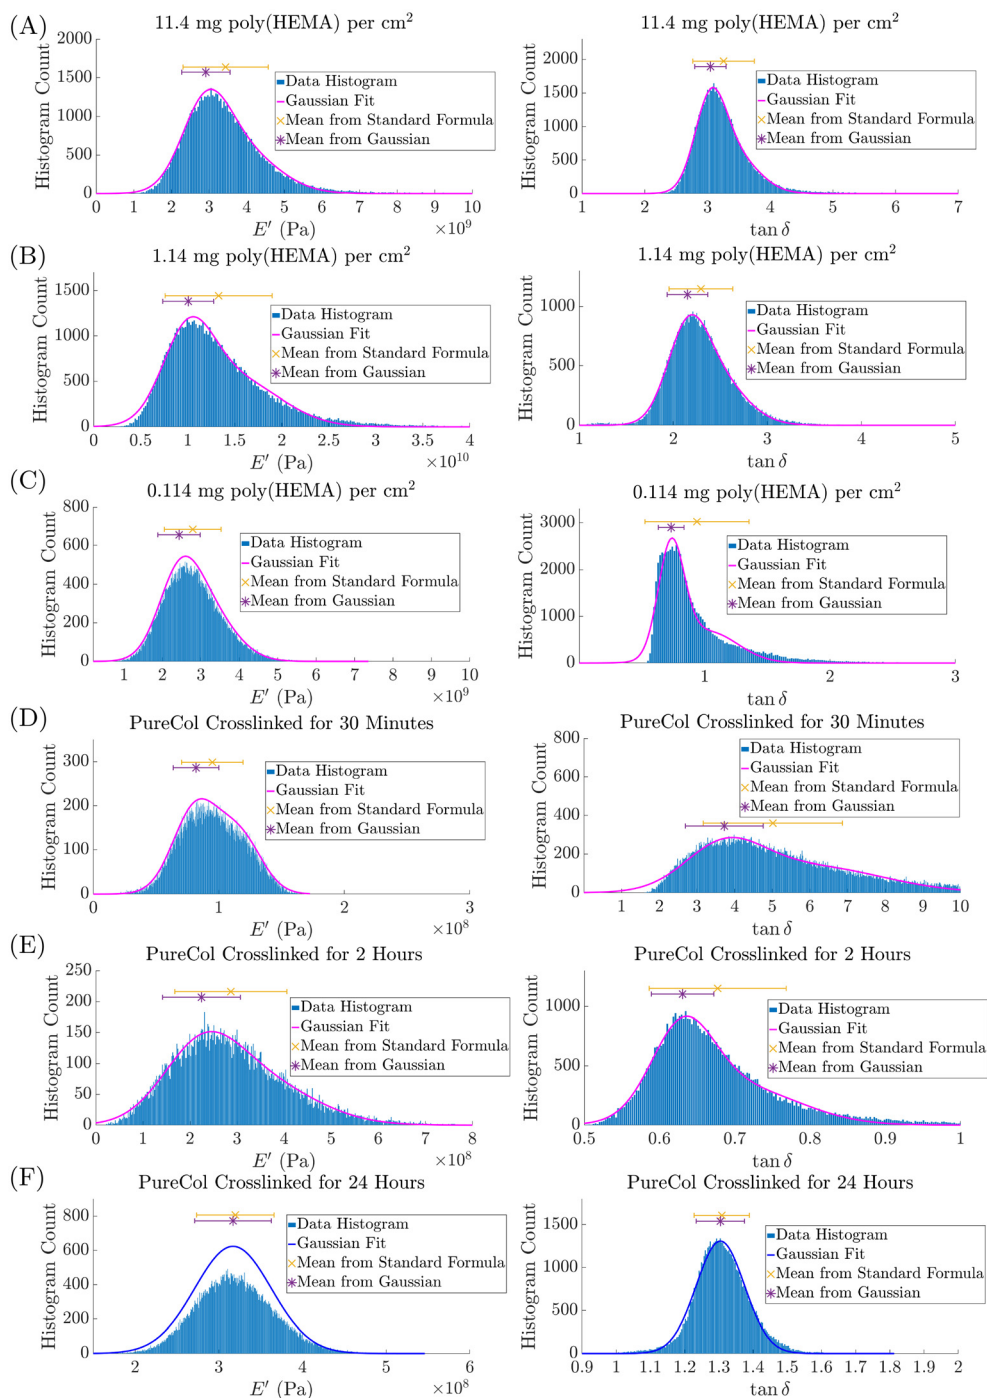 (A)
11.4 mg poly(HEMA) per cm²
Histogram Count
2000
1500
1000
500
0
Data Histogram
Gaussian Fit
Mean from Standard Formula
Mean from Gaussian
0 1 2 3 4 5 6 7 8 9 10
E′ (Pa) ×10⁹
11.4 mg poly(HEMA) per cm²
Histogram Count
2000
1500
1000
500
0
Data Histogram
Gaussian Fit
Mean from Standard Formula
Mean from Gaussian
1 2 3 4 5 6 7
tan δ
(B)
1.14 mg poly(HEMA) per cm²
Histogram Count
1500
1000
500
0
Data Histogram
Gaussian Fit
Mean from Standard Formula
Mean from Gaussian
0 0.5 1 1.5 2 2.5 3 3.5 4
E′ (Pa) ×10¹⁰
1.14 mg poly(HEMA) per cm²
Histogram Count
1000
500
0
Data Histogram
Gaussian Fit
Mean from Standard Formula
Mean from Gaussian
1 2 3 4 5
tan δ
(C)
0.114 mg poly(HEMA) per cm²
Histogram Count
800
600
400
200
0
Data Histogram
Gaussian Fit
Mean from Standard Formula
Mean from Gaussian
1 2 3 4 5 6 7 8 9 10
E′ (Pa) ×10⁹
0.114 mg poly(HEMA) per cm²
Histogram Count
3000
2000
1000
0
Data Histogram
Gaussian Fit
Mean from Standard Formula
Mean from Gaussian
1 2 3
tan δ
(D)
PureCol Crosslinked for 30 Minutes
Histogram Count
300
200
100
0
Data Histogram
Gaussian Fit
Mean from Standard Formula
Mean from Gaussian
0 1 2 3
E′ (Pa) ×10⁸
PureCol Crosslinked for 30 Minutes
Histogram Count
800
600
400
200
0
Data Histogram
Gaussian Fit
Mean from Standard Formula
Mean from Gaussian
1 2 3 4 5 6 7 8 9 10
tan δ
(E)
PureCol Crosslinked for 2 Hours
Histogram Count
250
200
150
100
50
0
Data Histogram
Gaussian Fit
Mean from Standard Formula
Mean from Gaussian
0 1 2 3 4 5 6 7 8
E′ (Pa) ×10⁸
PureCol Crosslinked for 2 Hours
Histogram Count
1000
500
0
Data Histogram
Gaussian Fit
Mean from Standard Formula
Mean from Gaussian
0.5 0.6 0.7 0.8 0.9 1
tan δ
(F)
PureCol Crosslinked for 24 Hours
Histogram Count
800
600
400
200
0
Data Histogram
Gaussian Fit
Mean from Standard Formula
Mean from Gaussian
2 3 4 5 6
E′ (Pa) ×10⁸
PureCol Crosslinked for 24 Hours
Histogram Count
1500
1000
500
0
Data Histogram
Gaussian Fit
Mean from Standard Formula
Mean from Gaussian
0.9 1 1.1 1.2 1.3 1.4 1.5 1.6 1.7 1.8 1.9 2
tan δ